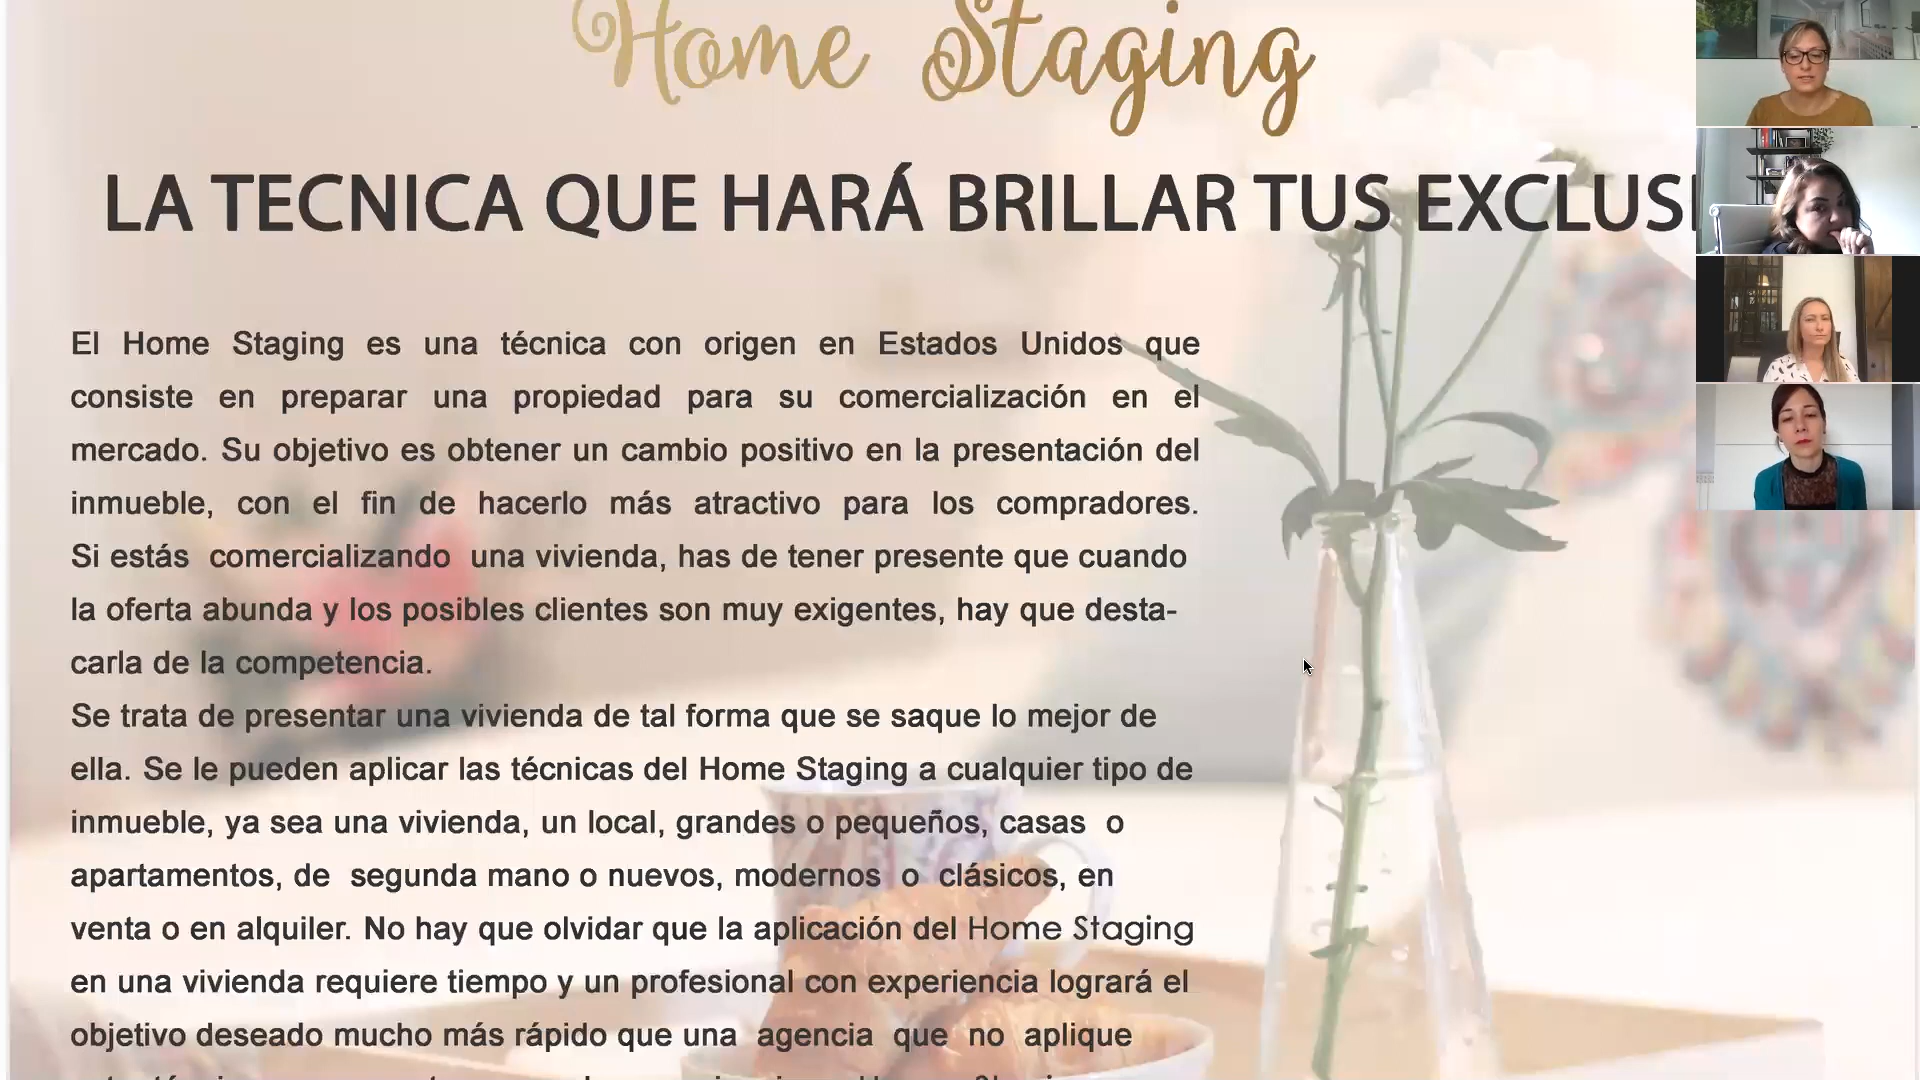 Home Staging
LA TECNICA QUE HARÁ BRILLAR TUS EXCLUSI
El Home Staging es una técnica con origen en Estados Unidos que
consiste en preparar una propiedad para su comercialización en el
mercado. Su objetivo es obtener un cambio positivo en la presentación del
inmueble, con el fin de hacerlo más atractivo para los compradores.
Si estás comercializando una vivienda, has de tener presente que cuando
la oferta abunda y los posibles clientes son muy exigentes, hay que desta-
carla de la competencia.
Se trata de presentar una vivienda de tal forma que se saque lo mejor de
ella. Se le pueden aplicar las técnicas del Home Staging a cualquier tipo de
inmueble, ya sea una vivienda, un local, grandes o pequeños, casas o
apartamentos, de segunda mano o nuevos, modernos o clásicos, en
venta o en alquiler. No hay que olvidar que la aplicación del Home Staging
en una vivienda requiere tiempo y un profesional con experiencia logrará el
objetivo deseado mucho más rápido que una agencia que no aplique